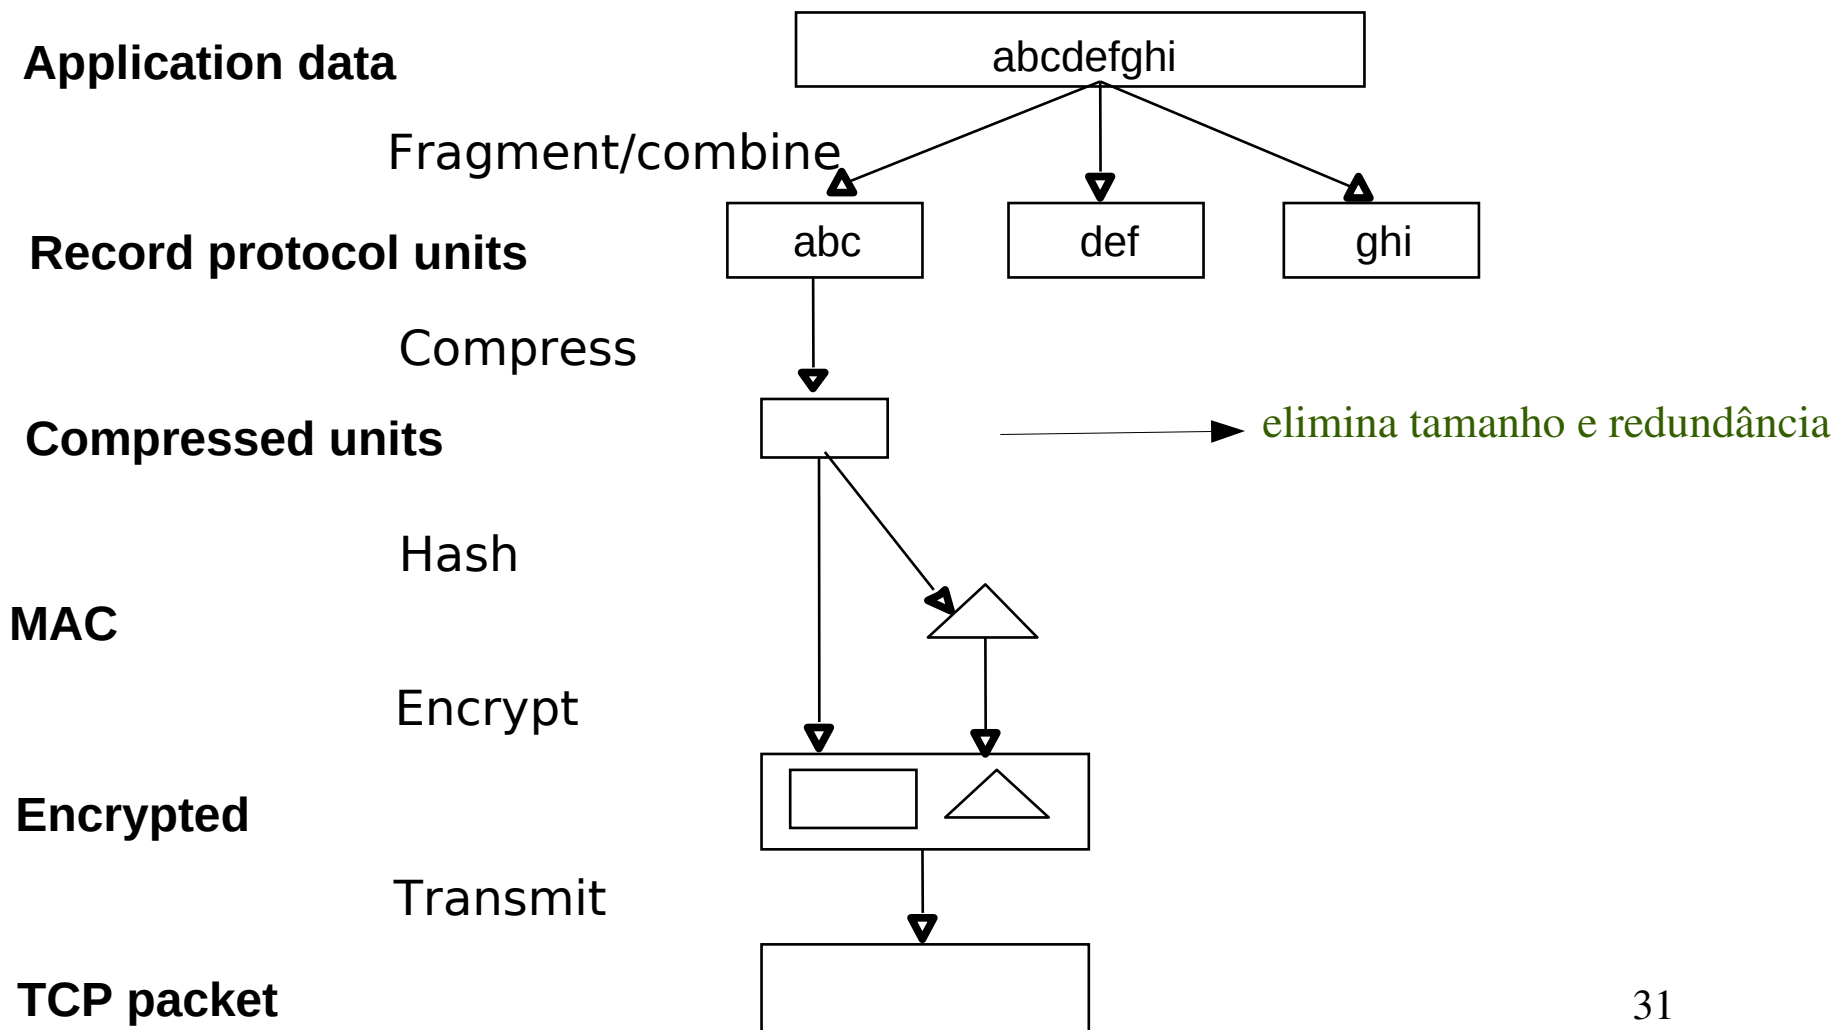 Application data
abcdefghi
Fragment/combine
Record protocol units
abc
def
ghi
Compress
Compressed units
elimina tamanho e redundância
Hash
MAC
Encrypt
Encrypted
Transmit
TCP packet
31